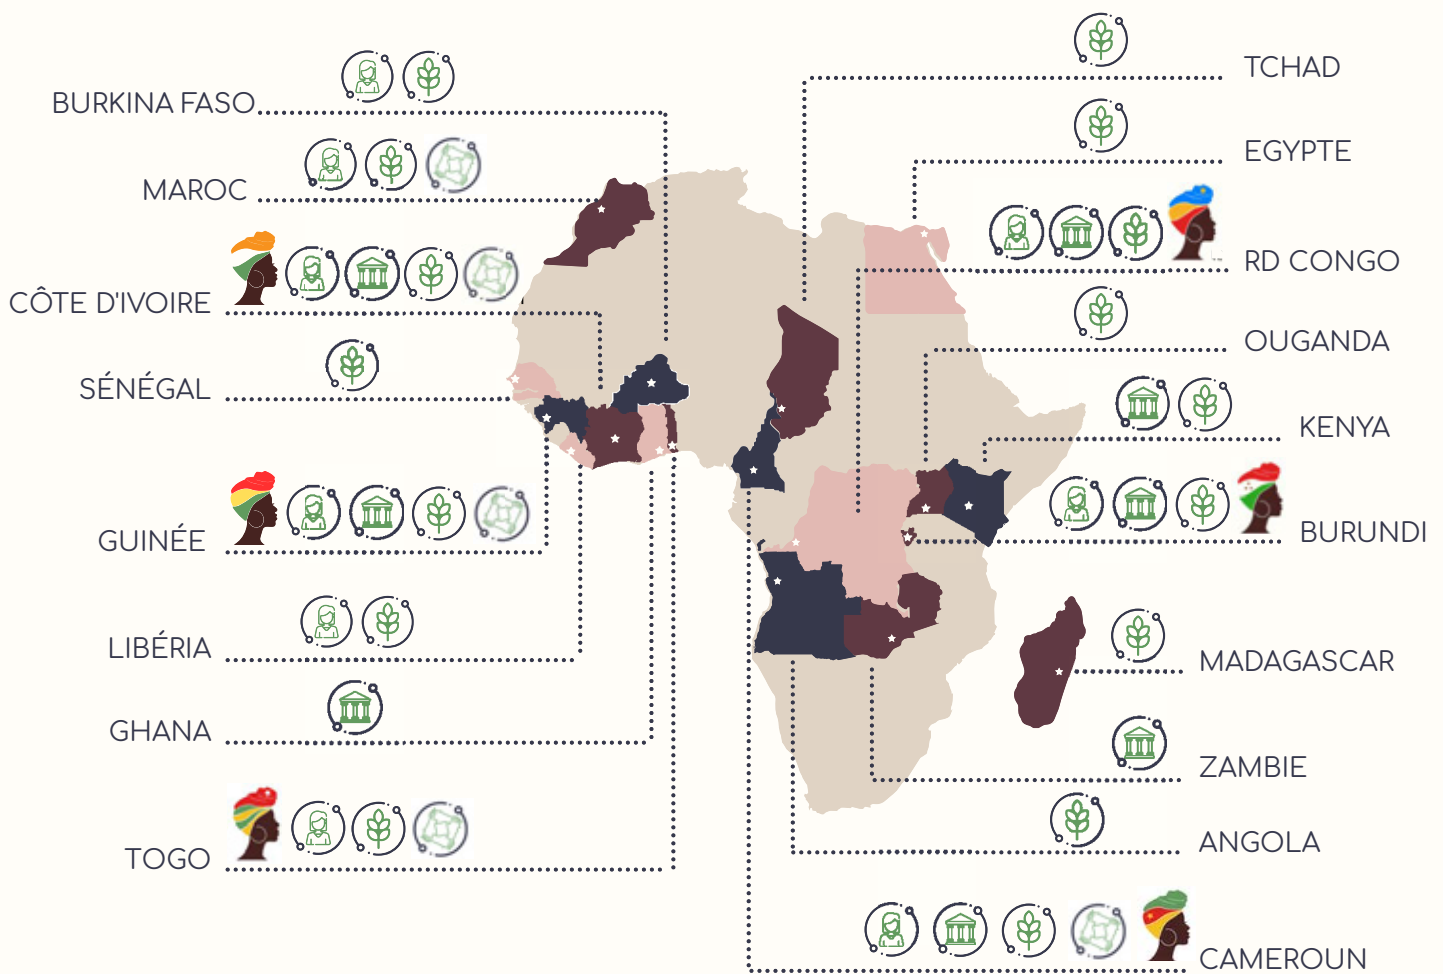 BURKINA FASO
MAROC
CÔTE D'IVOIRE
SÉNÉGAL
GUINÉE
LIBÉRIA
GHANA
TOGO
TCHAD
EGYPTE
RD CONGO
OUGANDA
KENYA
BURUNDI
MADAGASCAR
ZAMBIE
ANGOLA
CAMEROUN